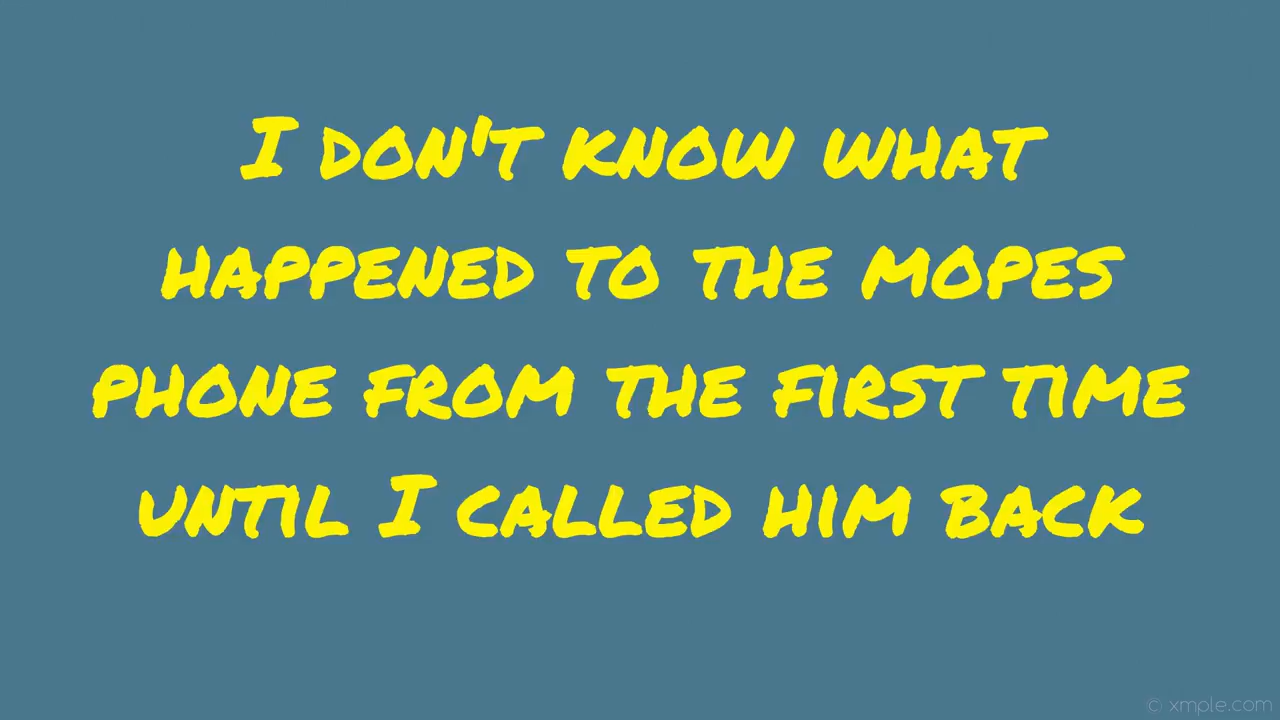 I don't know what
happened to the mopes
phone from the first time
until I called him back
© xmple.com